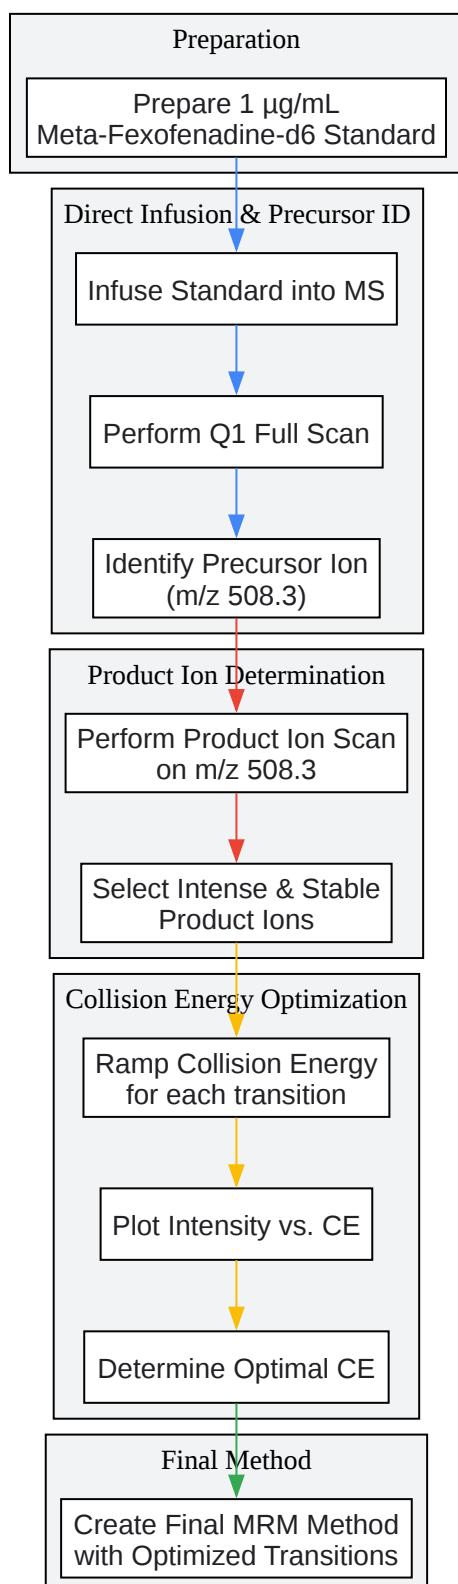 Preparation
Prepare 1 µg/mL
Meta-Fexofenadine-d6 Standard
Direct Infusion & Precursor ID
Infuse Standard into MS
Perform Q1 Full Scan
Identify Precursor Ion
(m/z 508.3)
Product Ion Determination
Perform Product Ion Scan
on m/z 508.3
Select Intense & Stable
Product Ions
Collision Energy Optimization
Ramp Collision Energy
for each transition
Plot Intensity vs. CE
Determine Optimal CE
Final Method
Create Final MRM Method
with Optimized Transitions